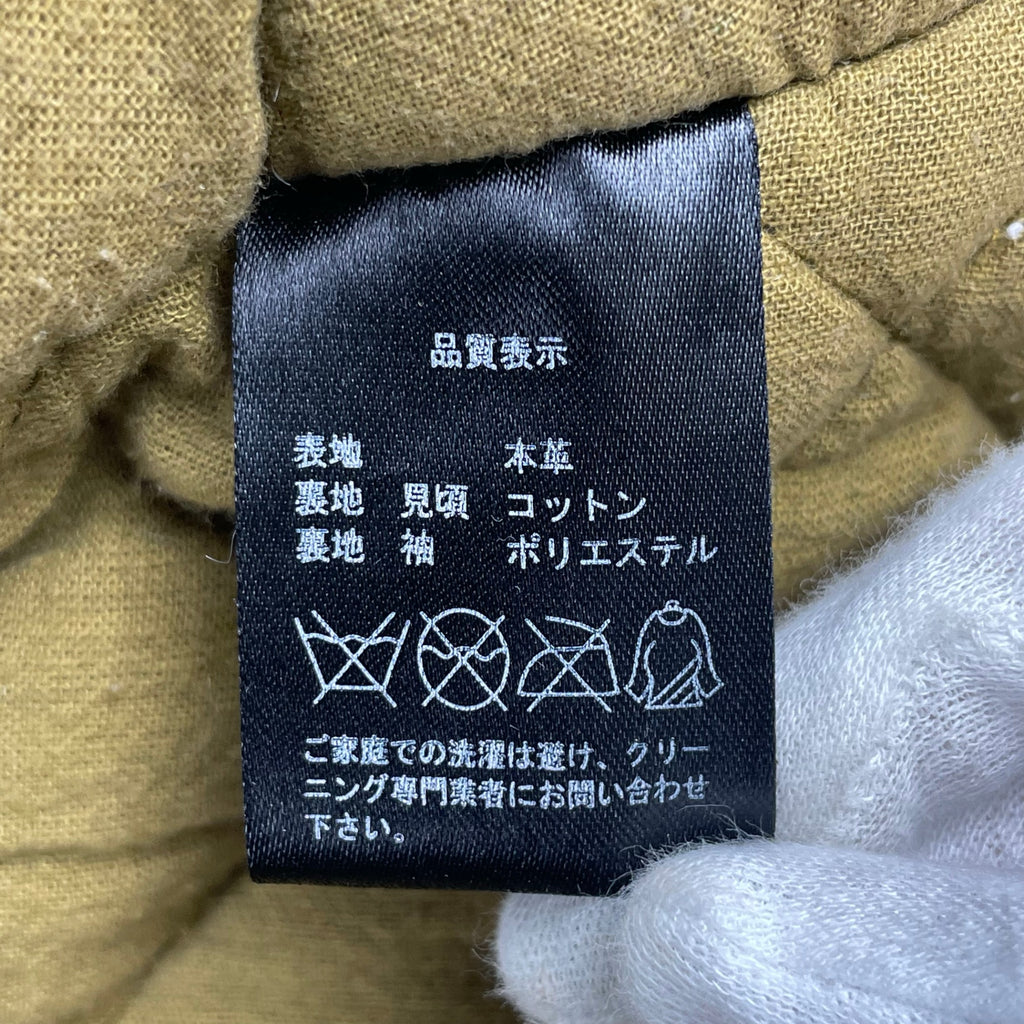 品質表示
表地 本革
裏地 見頃 コットン
裏地 袖 ポリエステル
ご家庭での洗濯は避け、クリー
ニング専門業者にお問い合わせ
下さい。